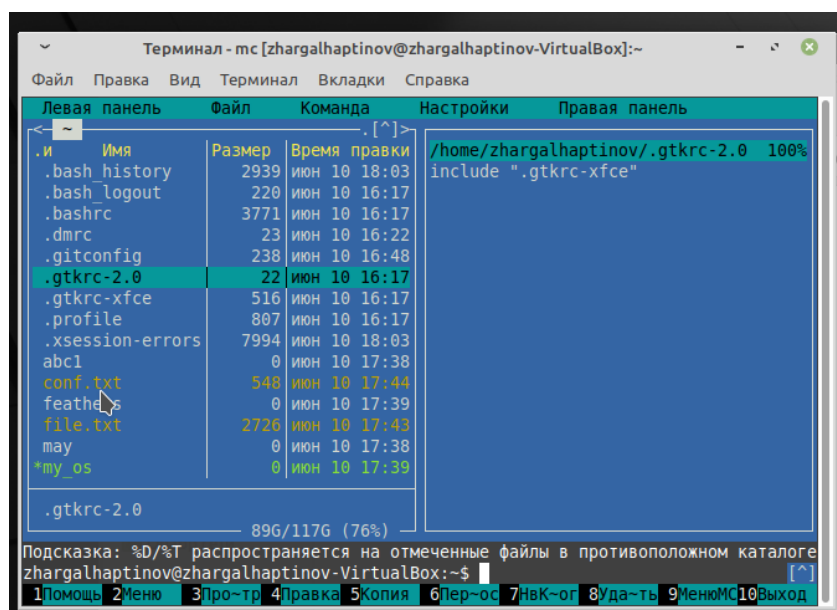 Терминал - mc [zhargalhaptinov@zhargalhaptinov-VirtualBox]:~
Файл Правка Вид Терминал Вкладки Справка
Левая панель Файл Команда Настройки Правая панель
<- ~ .[^]>
.и Имя Размер Время правки
.bash_history 2939 июн 10 18:03
.bash_logout 220 июн 10 16:17
.bashrc 3771 июн 10 16:17
.dmrc 23 июн 10 16:22
.gitconfig 238 июн 10 16:48
.gtkrc-2.0 22 июн 10 16:17
.gtkrc-xfce 516 июн 10 16:17
.profile 807 июн 10 16:17
.xsession-errors 7994 июн 10 18:03
abc1 0 июн 10 17:38
conf.txt 548 июн 10 17:44
feathers 0 июн 10 17:39
file.txt 2726 июн 10 17:43
may 0 июн 10 17:38
*my_os 0 июн 10 17:39
.gtkrc-2.0
89G/117G (76%)
/home/zhargalhaptinov/.gtkrc-2.0 100%
include ".gtkrc-xfce"
Подсказка: %D/%T распространяется на отмеченные файлы в противоположном каталоге
zhargalhaptinov@zhargalhaptinov-VirtualBox:~$ [^]
1Помощь 2Меню 3Про~тр 4Правка 5Копия 6Пер~ос 7НвК~ог 8Уда~ть 9МенюMC 10Выход